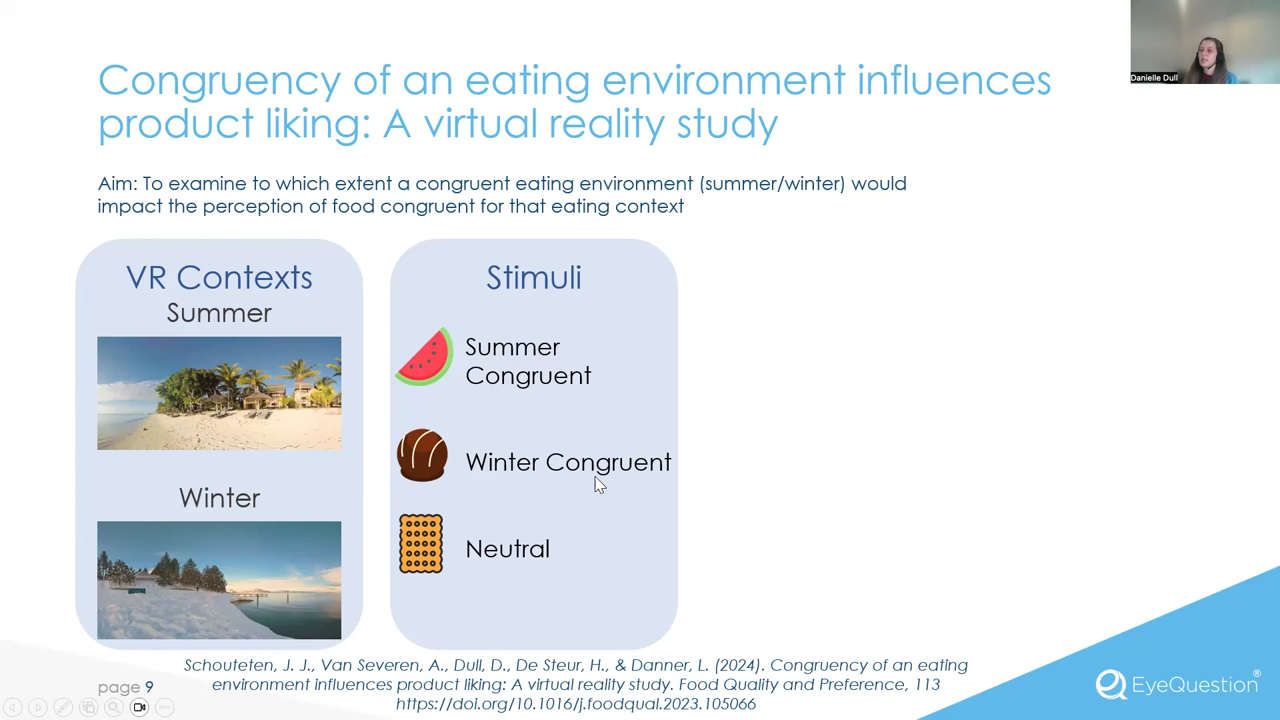 Danielle Dull
Congruency of an eating environment influences
product liking: A virtual reality study
Aim: To examine to which extent a congruent eating environment (summer/winter) would
impact the perception of food congruent for that eating context
VR Contexts
Summer
Winter
Stimuli
Summer
Congruent
Winter Congruent
Neutral
Schouteten, J. J., Van Severen, A., Dull, D., De Steur, H., & Danner, L. (2024). Congruency of an eating
environment influences product liking: A virtual reality study. Food Quality and Preference, 113
https://doi.org/10.1016/j.foodqual.2023.105066
page 9
EyeQuestion®